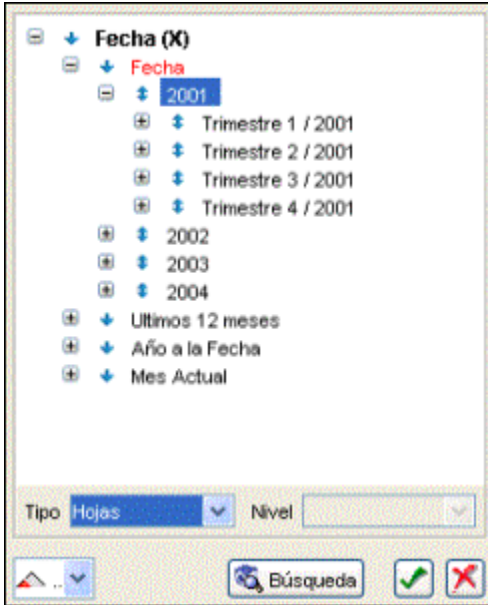 Fecha (X)
Fecha
2001
Trimestre 1 / 2001
Trimestre 2 / 2001
Trimestre 3 / 2001
Trimestre 4 / 2001
2002
2003
2004
Ultimos 12 meses
Año a la Fecha
Mes Actual
Tipo Hojas Nivel
.. Búsqueda